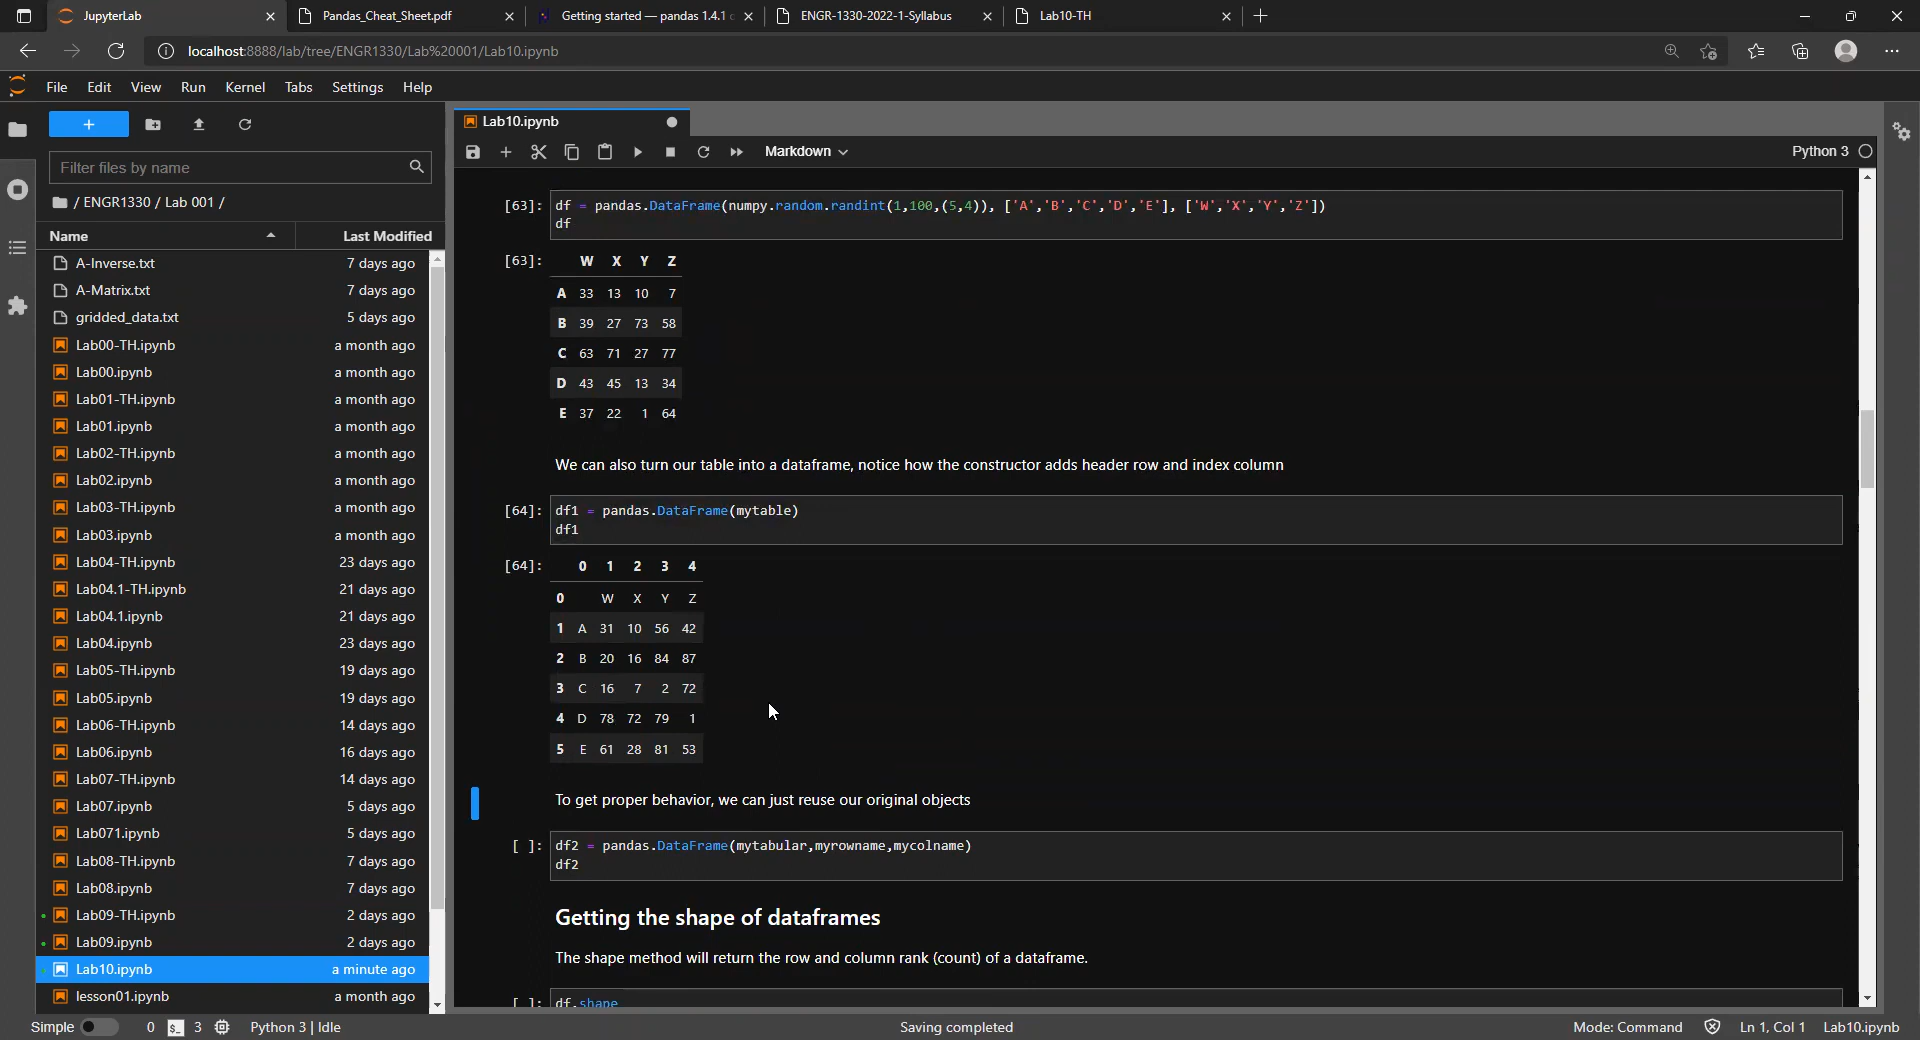 JupyterLab
Pandas_Cheat_Sheet.pdf
Getting started — pandas 1.4.1
ENGR-1330-2022-1-Syllabus
Lab10-TH
localhost:8888/lab/tree/ENGR1330/Lab%20001/Lab10.ipynb
File Edit View Run Kernel Tabs Settings Help
Filter files by name
/ ENGR1330 / Lab 001 /
Name Last Modified
A-Inverse.txt 7 days ago
A-Matrix.txt 7 days ago
gridded_data.txt 5 days ago
Lab00-TH.ipynb a month ago
Lab00.ipynb a month ago
Lab01-TH.ipynb a month ago
Lab01.ipynb a month ago
Lab02-TH.ipynb a month ago
Lab02.ipynb a month ago
Lab03-TH.ipynb a month ago
Lab03.ipynb a month ago
Lab04-TH.ipynb 23 days ago
Lab04.1-TH.ipynb 21 days ago
Lab04.1.ipynb 21 days ago
Lab04.ipynb 23 days ago
Lab05-TH.ipynb 19 days ago
Lab05.ipynb 19 days ago
Lab06-TH.ipynb 14 days ago
Lab06.ipynb 16 days ago
Lab07-TH.ipynb 14 days ago
Lab07.ipynb 5 days ago
Lab071.ipynb 5 days ago
Lab08-TH.ipynb 7 days ago
Lab08.ipynb 7 days ago
Lab09-TH.ipynb 2 days ago
Lab09.ipynb 2 days ago
Lab10.ipynb a minute ago
lesson01.ipynb a month ago
Lab10.ipynb
Markdown
Python 3
[63]: df = pandas.DataFrame(numpy.random.randint(1,100,(5,4)), ['A','B','C','D','E'], ['W','X','Y','Z'])
df
[63]: W X Y Z
A 33 13 10 7
B 39 27 73 58
C 63 71 27 77
D 43 45 13 34
E 37 22 1 64
We can also turn our table into a dataframe, notice how the constructor adds header row and index column
[64]: df1 = pandas.DataFrame(mytable)
df1
[64]: 0 1 2 3 4
0 W X Y Z
1 A 31 10 56 42
2 B 20 16 84 87
3 C 16 7 2 72
4 D 78 72 79 1
5 E 61 28 81 53
To get proper behavior, we can just reuse our original objects
[ ]: df2 = pandas.DataFrame(mytabular,myrowname,mycolname)
df2
Getting the shape of dataframes
The shape method will return the row and column rank (count) of a dataframe.
[ ]: df.shape
Simple 0 3 Python 3 | Idle Saving completed Mode: Command Ln 1, Col 1 Lab10.ipynb